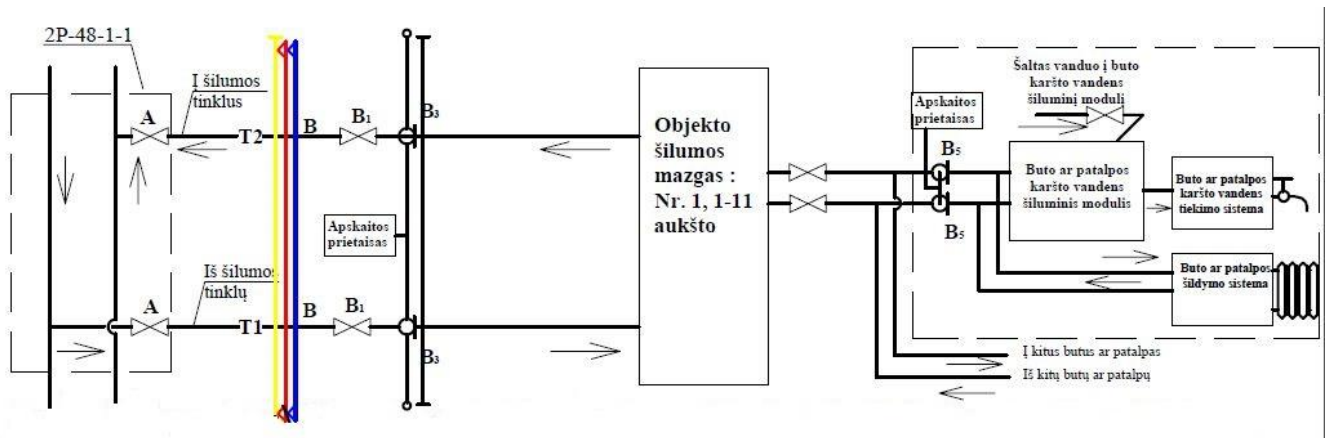 2P-48-1-1
Į šilumos
tinklus
A
T2
B
B₁
B₃
Apskaitos
prietaisas
Iš šilumos
tinklų
A
T1
B
B₁
B₃
Objekto
šilumos
mazgas :
Nr. 1, 1-11
aukšto
Šaltas vanduo į buto
karšto vandens
šiluminį modulį
Apskaitos
prietaisas
B₅
B₅
Buto ar patalpos
karšto vandens
šiluminis modulis
Buto ar patalpos
karšto vandens
tiekimo sistema
Buto ar patalpos
šildymo sistema
Į kitus butus ar patalpas
Iš kitų butų ar patalpų